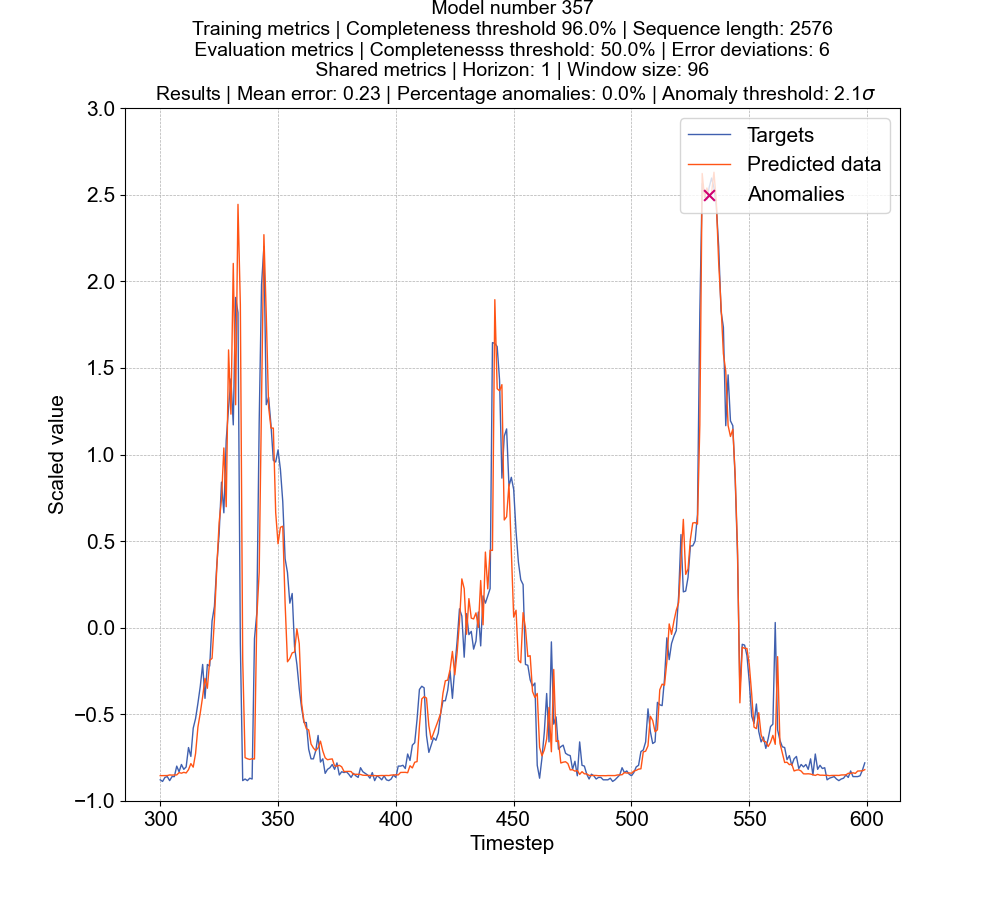 Model number 357
Training metrics | Completeness threshold 96.0% | Sequence length: 2576
Evaluation metrics | Completenesss threshold: 50.0% | Error deviations: 6
Shared metrics | Horizon: 1 | Window size: 96
Results | Mean error: 0.23 | Percentage anomalies: 0.0% | Anomaly threshold: 2.1σ
Targets
Predicted data
Anomalies
Scaled value
3.0
2.5
2.0
1.5
1.0
0.5
0.0
−0.5
−1.0
300 350 400 450 500 550 600
Timestep